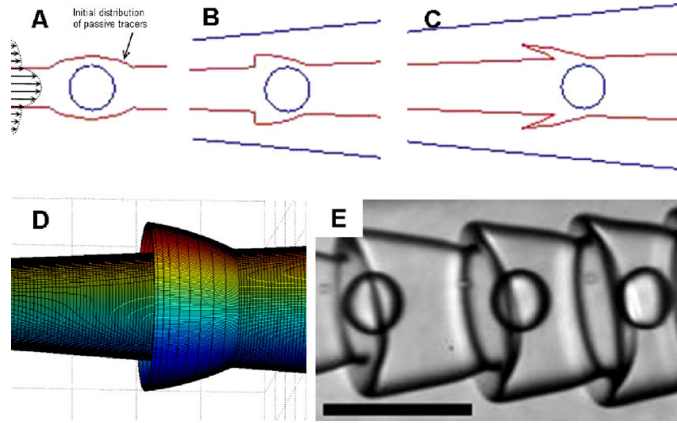 A
Initial distribution
of passive tracers
B
C
D
E